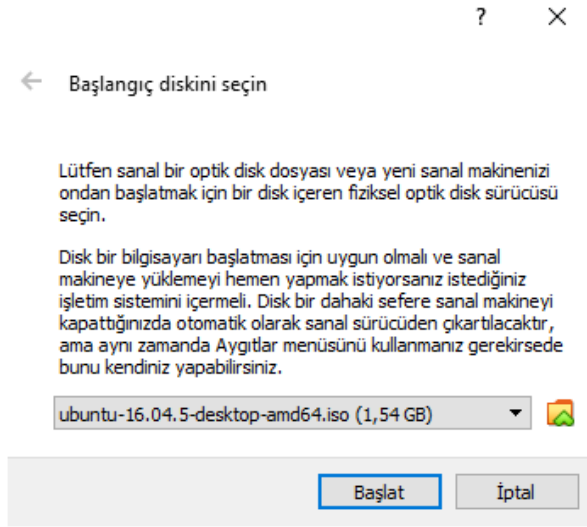 ?
Başlangıç diskini seçin
Lütfen sanal bir optik disk dosyası veya yeni sanal makinenizi
ondan başlatmak için bir disk içeren fiziksel optik disk sürücüsü
seçin.
Disk bir bilgisayarı başlatması için uygun olmalı ve sanal
makineye yüklemeyi hemen yapmak istiyorsanız istediğiniz
işletim sistemini içermeli. Disk bir dahaki sefere sanal makineyi
kapattığınızda otomatik olarak sanal sürücüden çıkartılacaktır,
ama aynı zamanda Aygıtlar menüsünü kullanmanız gerekirsede
bunu kendiniz yapabilirsiniz.
ubuntu-16.04.5-desktop-amd64.iso (1,54 GB)
Başlat İptal